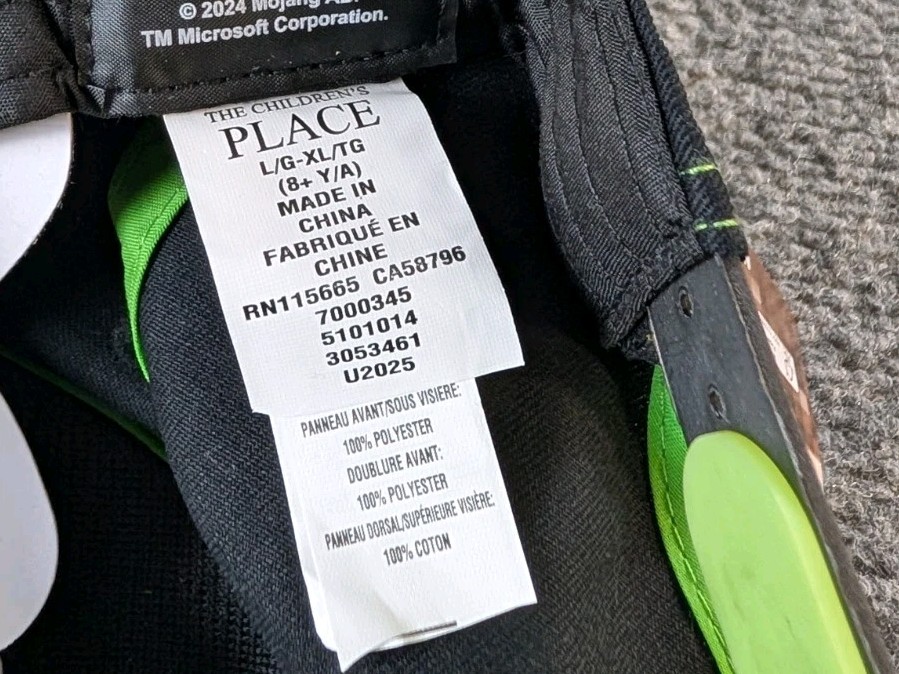 © 2024 Mojang AB.
TM Microsoft Corporation.
THE CHILDREN'S
PLACE
L/G-XL/TG
(8+ Y/A)
MADE IN
CHINA
FABRIQUÉ EN
CHINE
RN115665 CA58796
7000345
5101014
3053461
U2025
PANNEAU AVANT/SOUS VISIERE:
100% POLYESTER
DOUBLURE AVANT:
100% POLYESTER
PANNEAU DORSAL/SUPÉRIEURE VISIÈRE:
100% COTON